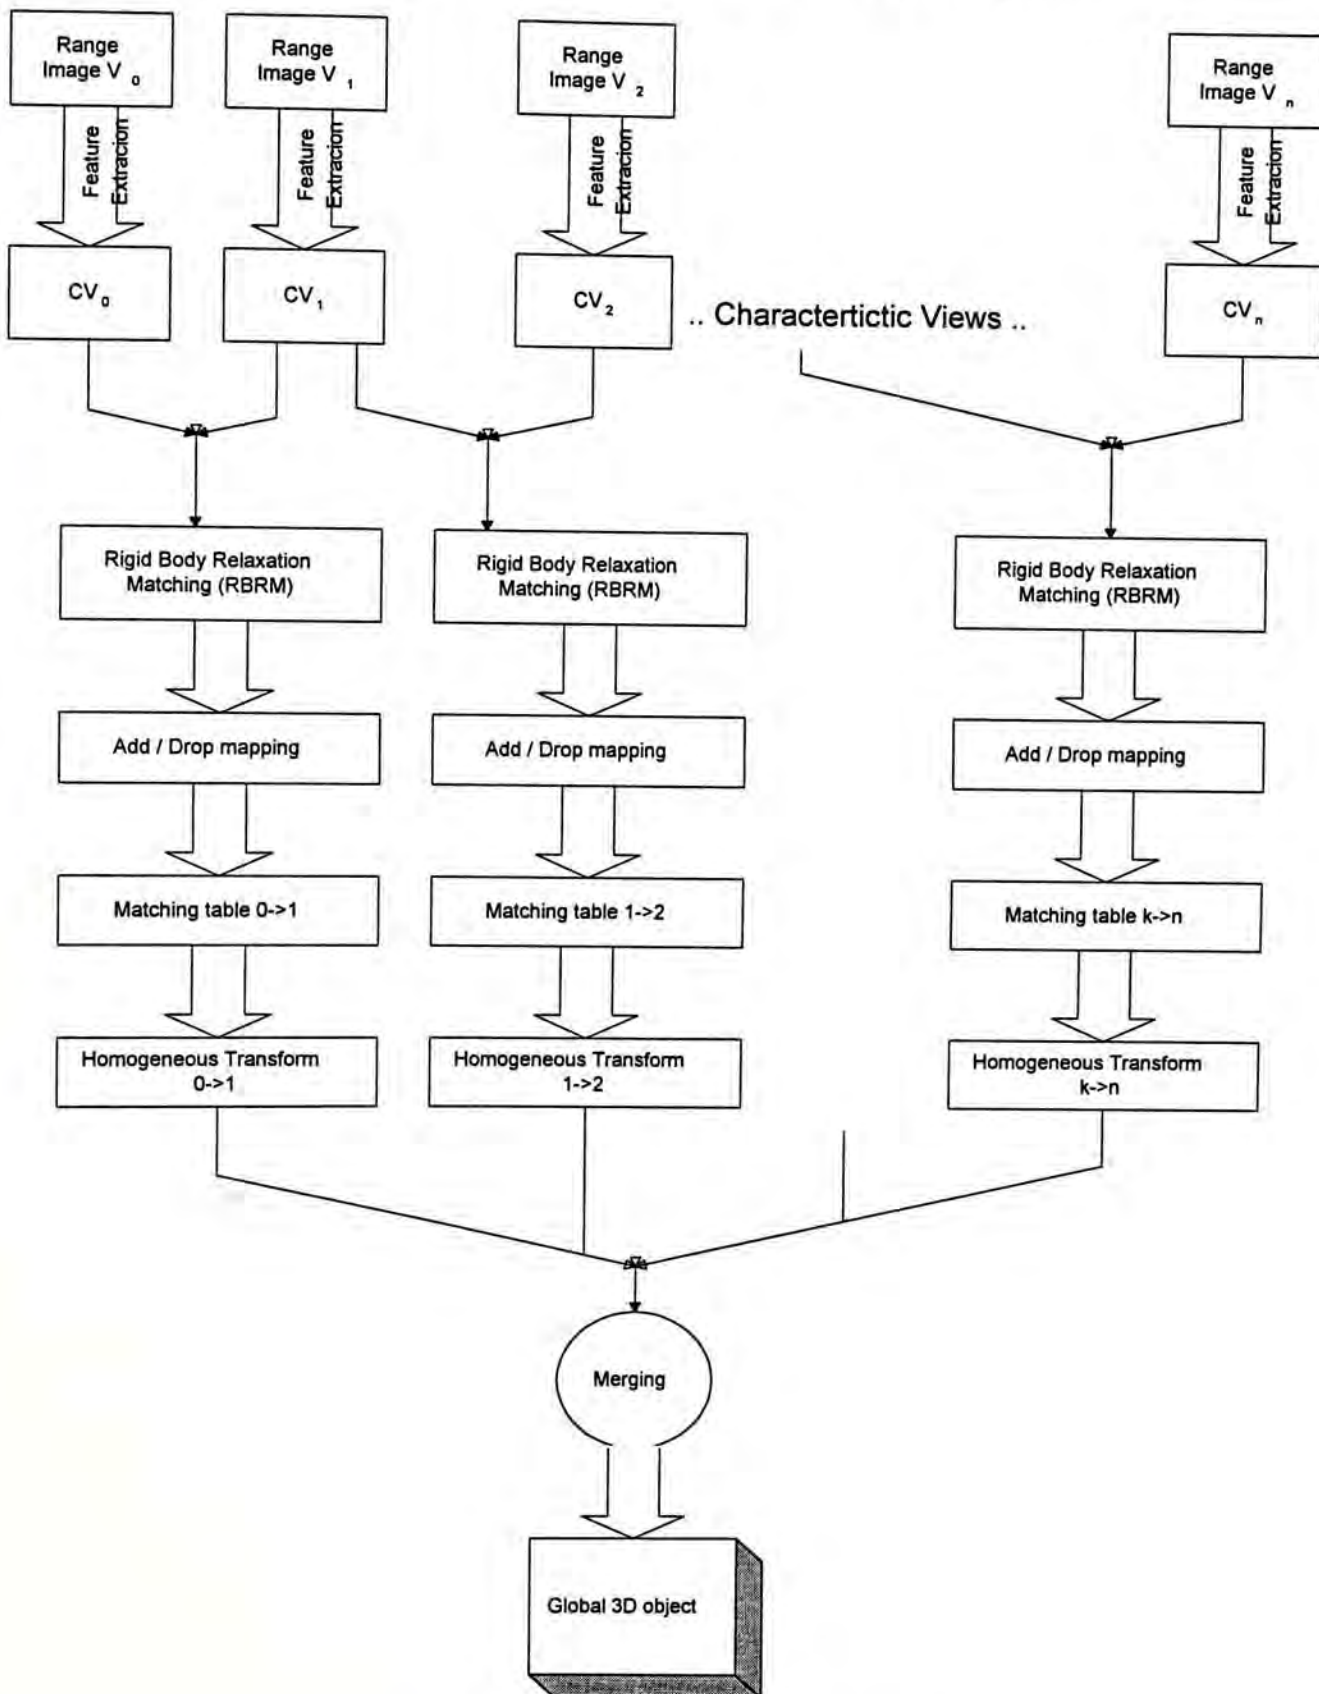 Range
Image V 0
Range
Image V 1
Range
Image V 2
Range
Image V n
Feature
Extracion
Feature
Extracion
Feature
Extracion
Feature
Extracion
CV0
CV1
CV2
.. Charactertictic Views ..
CVn
Rigid Body Relaxation
Matching (RBRM)
Rigid Body Relaxation
Matching (RBRM)
Rigid Body Relaxation
Matching (RBRM)
Add / Drop mapping
Add / Drop mapping
Add / Drop mapping
Matching table 0->1
Matching table 1->2
Matching table k->n
Homogeneous Transform
0->1
Homogeneous Transform
1->2
Homogeneous Transform
k->n
Merging
Global 3D object